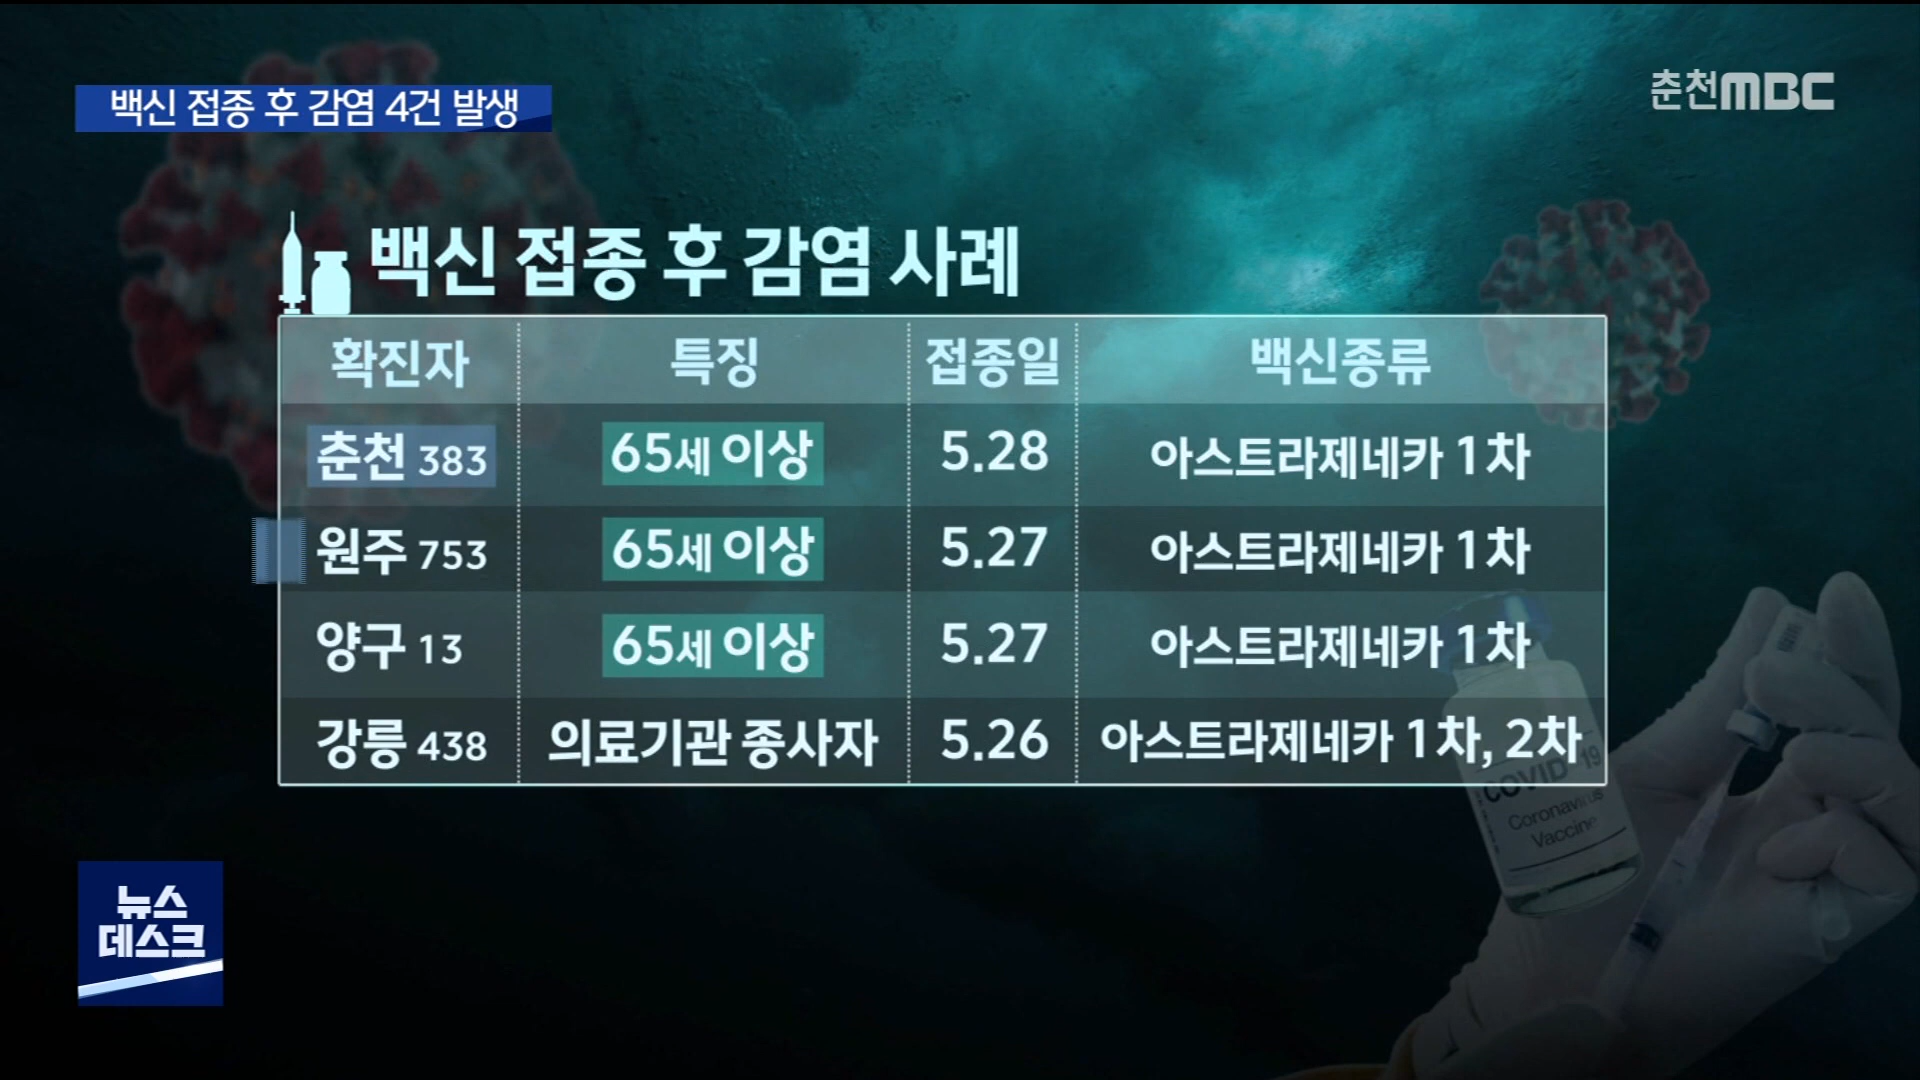 백신 접종 후 감염 4건 발생
춘천MBC
백신 접종 후 감염 사례
확진자 특징 접종일 백신종류
춘천 383 65세 이상 5.28 아스트라제네카 1차
원주 753 65세 이상 5.27 아스트라제네카 1차
양구 13 65세 이상 5.27 아스트라제네카 1차
강릉 438 의료기관 종사자 5.26 아스트라제네카 1차, 2차
COVID 19
Coronavirus
Vaccine
뉴스
데스크